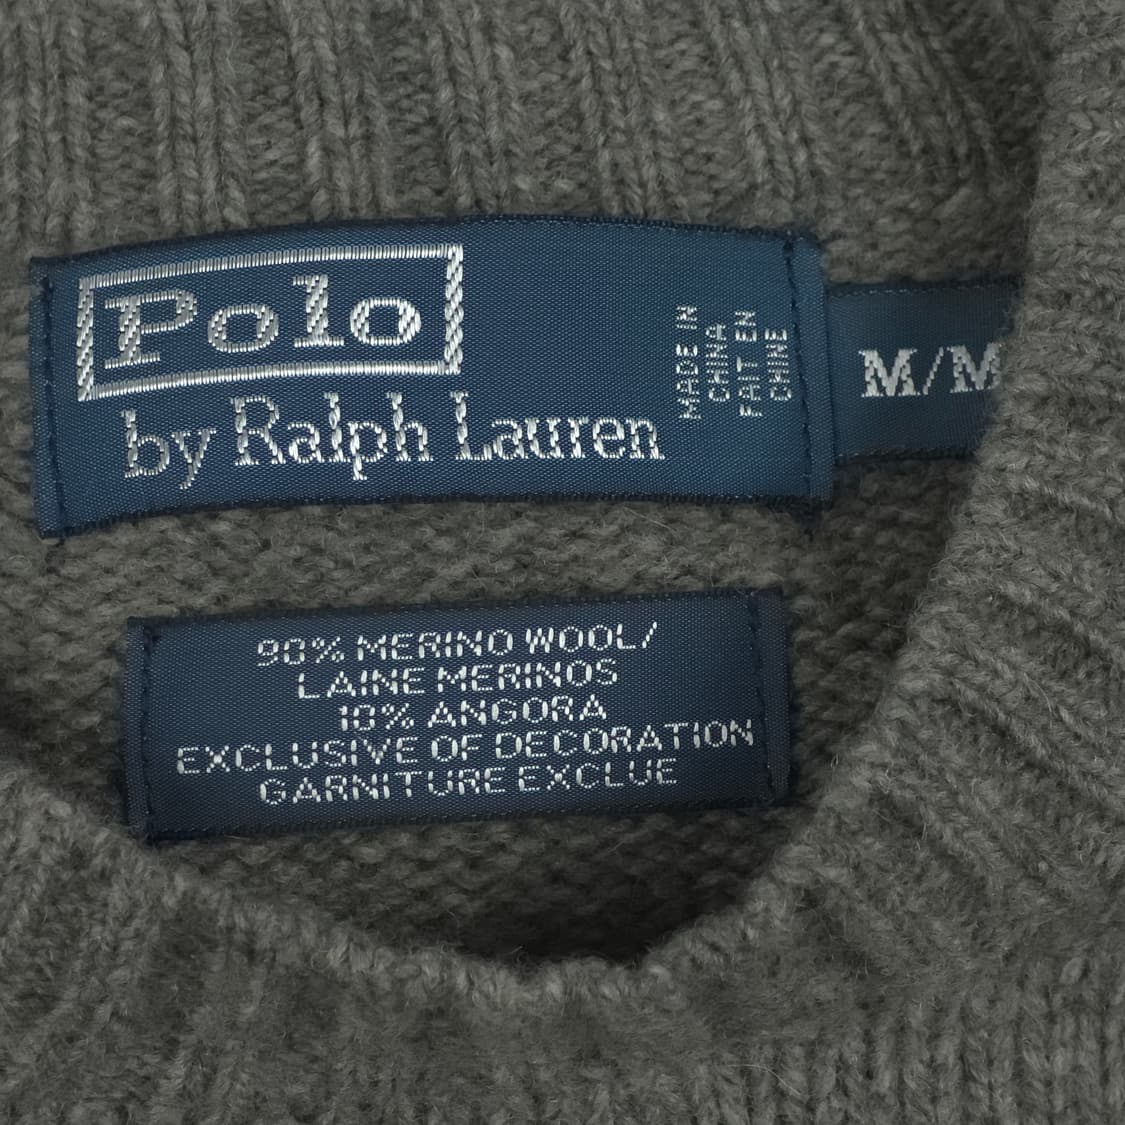 Polo
by Ralph Lauren
MADE IN
CHINA
FAIT EN
CHINE
M/M
90% MERINO WOOL/
LAINE MERINOS
10% ANGORA
EXCLUSIVE OF DECORATION
GARNITURE EXCLUE